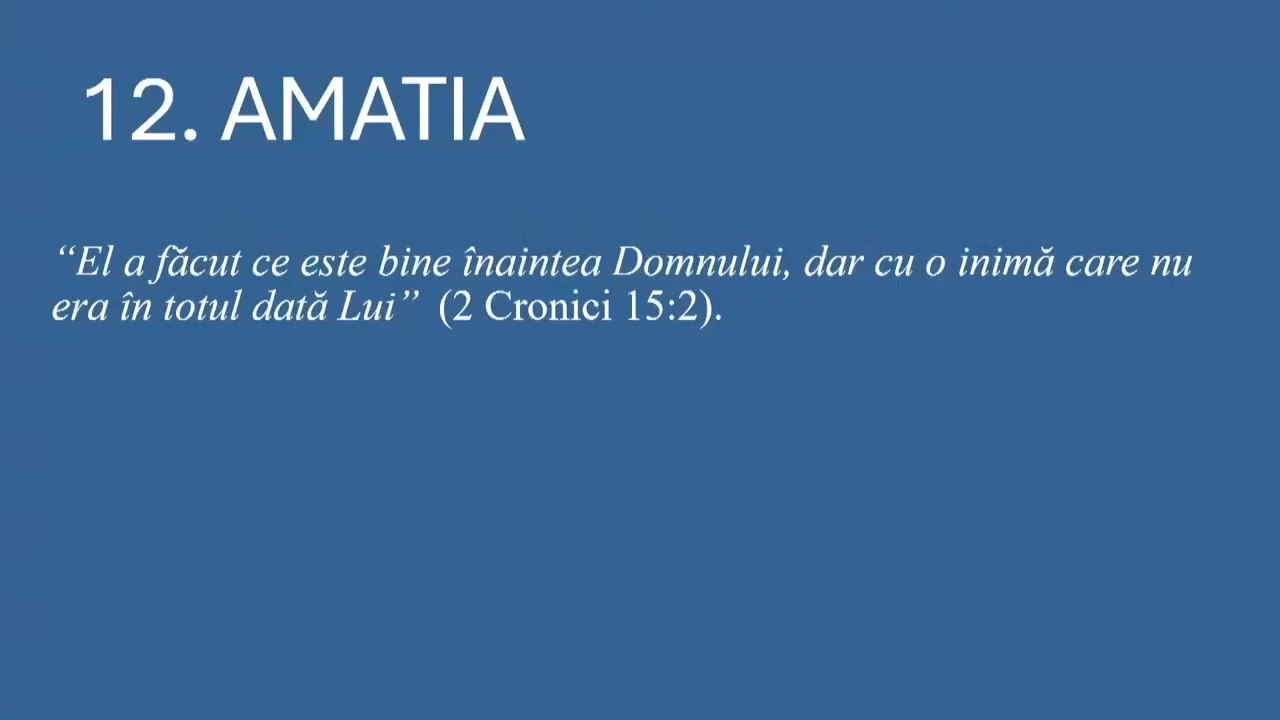 12. AMATIA
“El a făcut ce este bine înaintea Domnului, dar cu o inimă care nu
era în totul dată Lui” (2 Cronici 15:2).